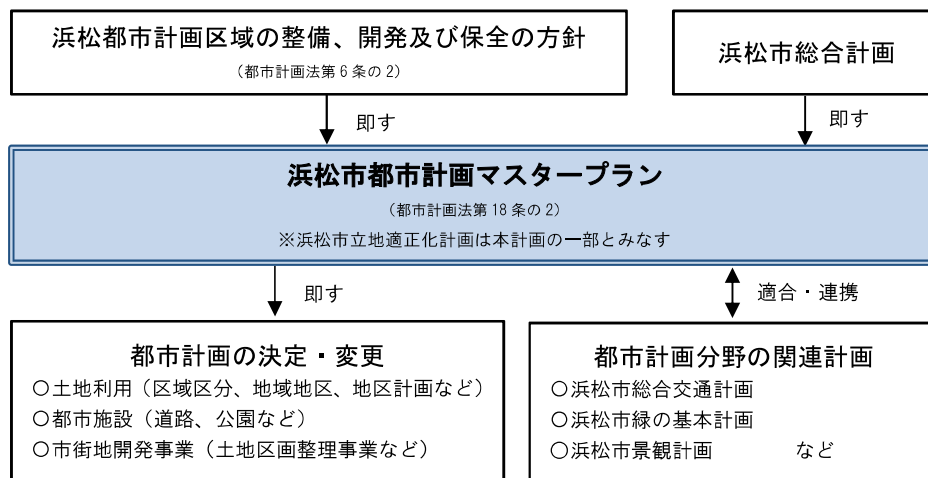 浜松都市計画区域の整備、開発及び保全の方針
（都市計画法第6条の2）
浜松市総合計画
即す
即す
浜松市都市計画マスタープラン
（都市計画法第18条の2）
※浜松市立地適正化計画は本計画の一部とみなす
即す
適合・連携
都市計画の決定・変更
○土地利用（区域区分、地域地区、地区計画など）
○都市施設（道路、公園など）
○市街地開発事業（土地区画整理事業など）
都市計画分野の関連計画
○浜松市総合交通計画
○浜松市緑の基本計画
○浜松市景観計画　　　　など